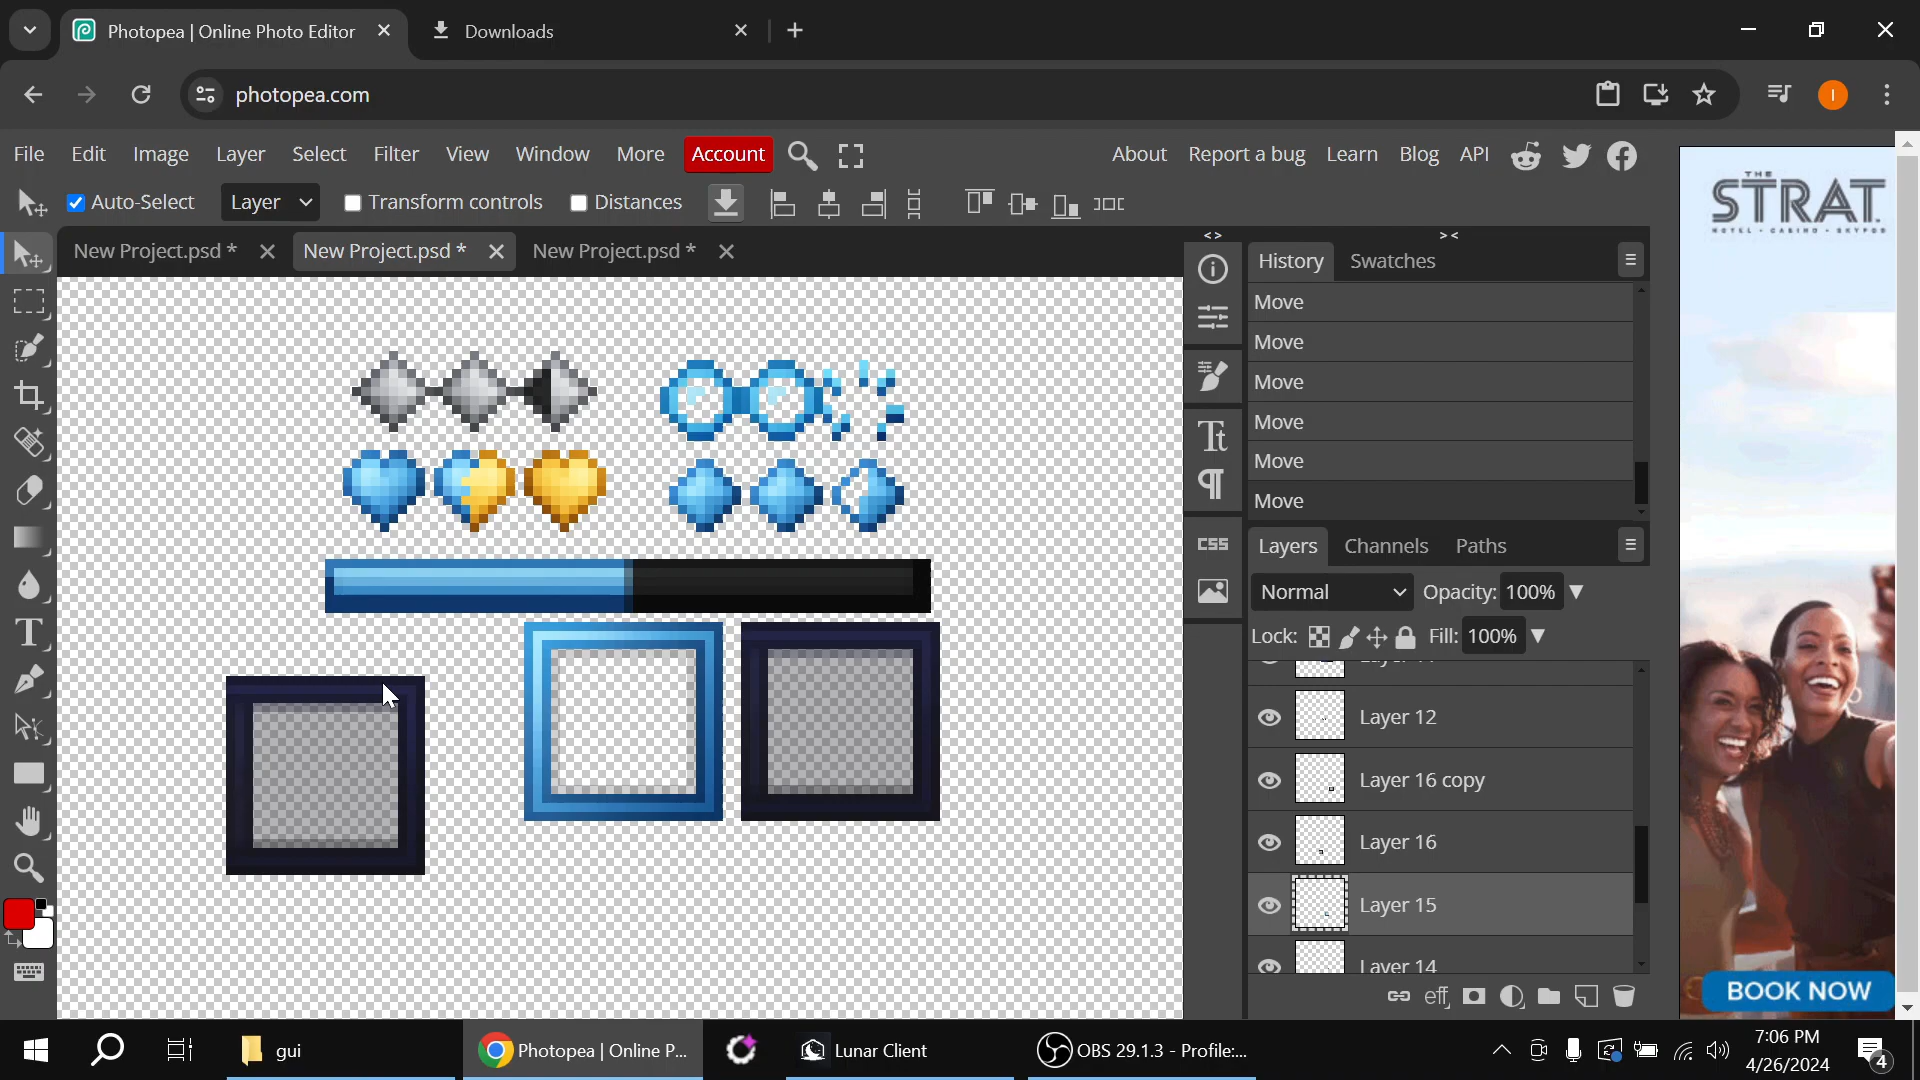 Photopea | Online Photo Editor
Downloads
photopea.com
I
File Edit Image Layer Select Filter View Window More Account
About Report a bug Learn Blog API
Auto-Select Layer Transform controls Distances
New Project.psd * New Project.psd * New Project.psd *
<> ><
History Swatches
Move
Move
Move
Move
Move
Move
Layers Channels Paths
CSS
Normal Opacity: 100%
Lock: Fill: 100%
Layer 12
Layer 16 copy
Layer 16
Layer 15
Layer 14
eff
THE
STRAT
HOTEL • CASINO • SKYPOD
BOOK NOW
gui
Photopea | Online P...
Lunar Client
OBS 29.1.3 - Profile:...
7:06 PM
4/26/2024
4